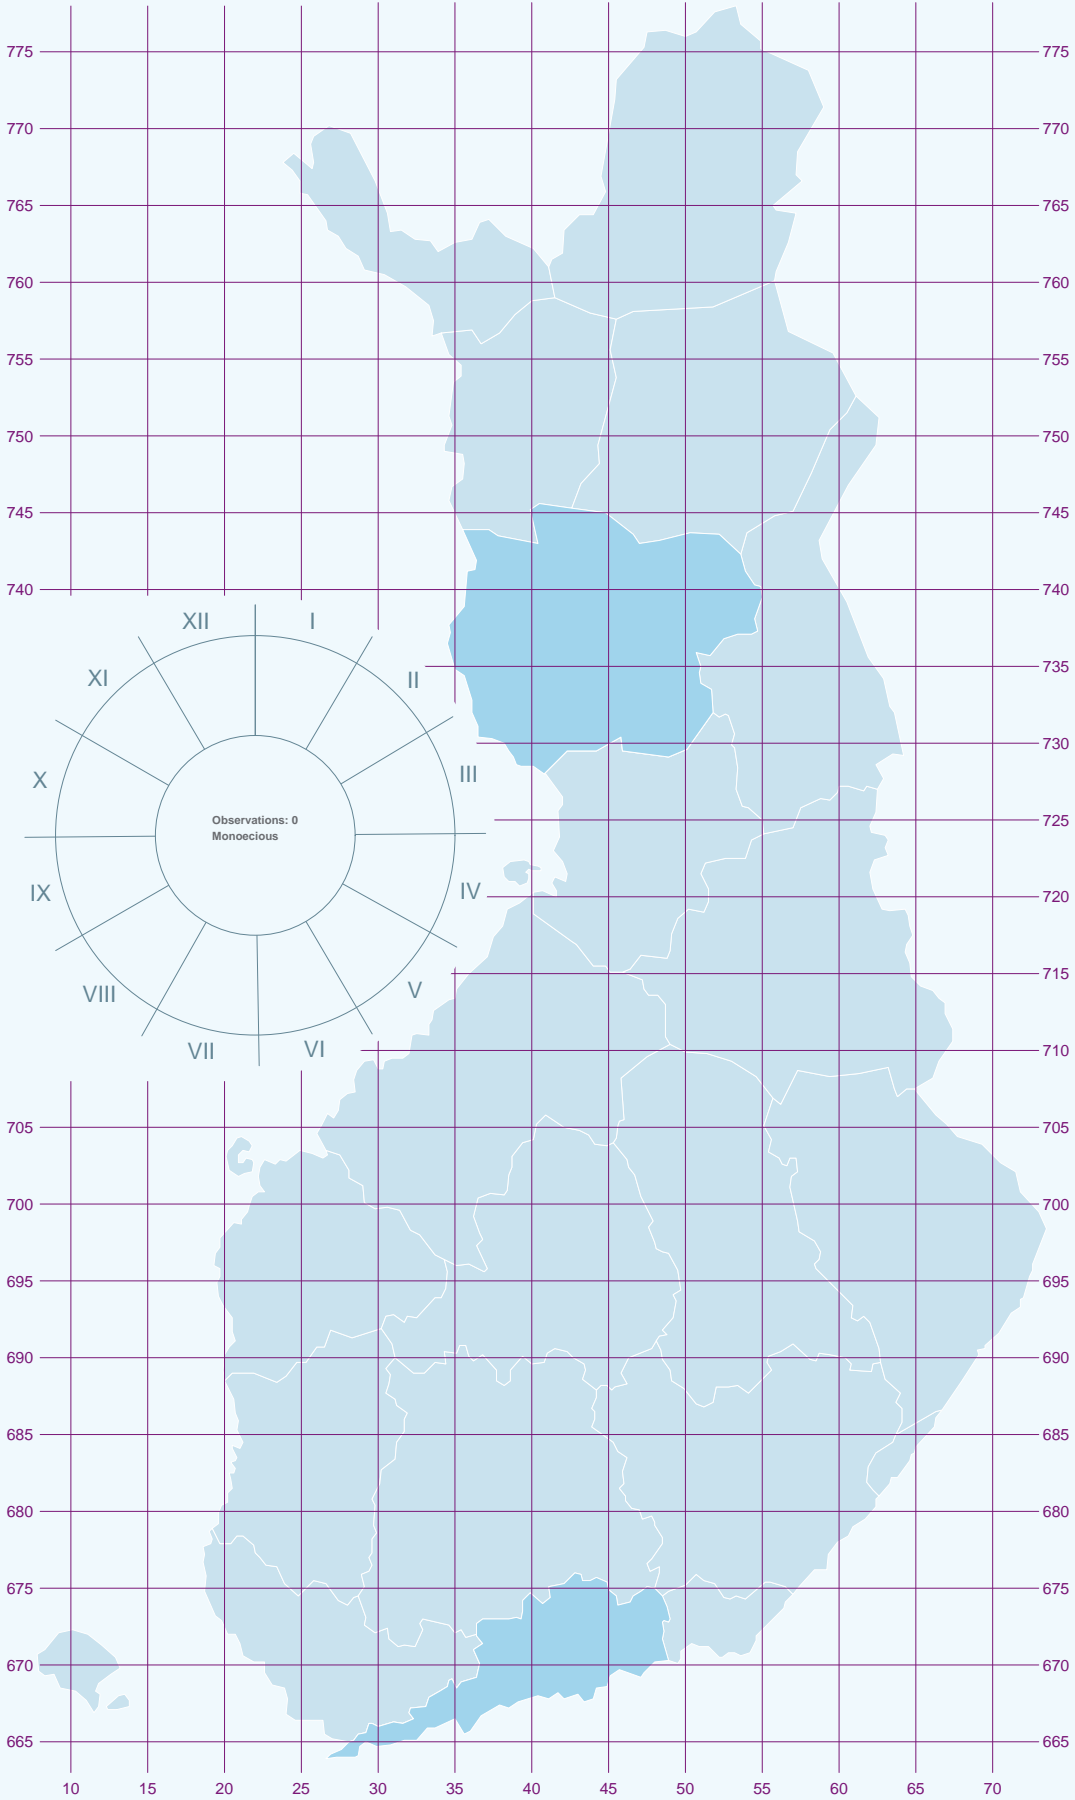 775 775
770 770
765 765
760 760
755 755
750 750
745 745
740 740
XII I
XI II
735
730
X III
Observations: 0
725
Monoecious
IX IV
720
715
VIII V
VII VI
710
705 705
700 700
695 695
690 690
685 685
680 680
675 675
670 670
665 665
10 15 20 25 30 35 40 45 50 55 60 65 70